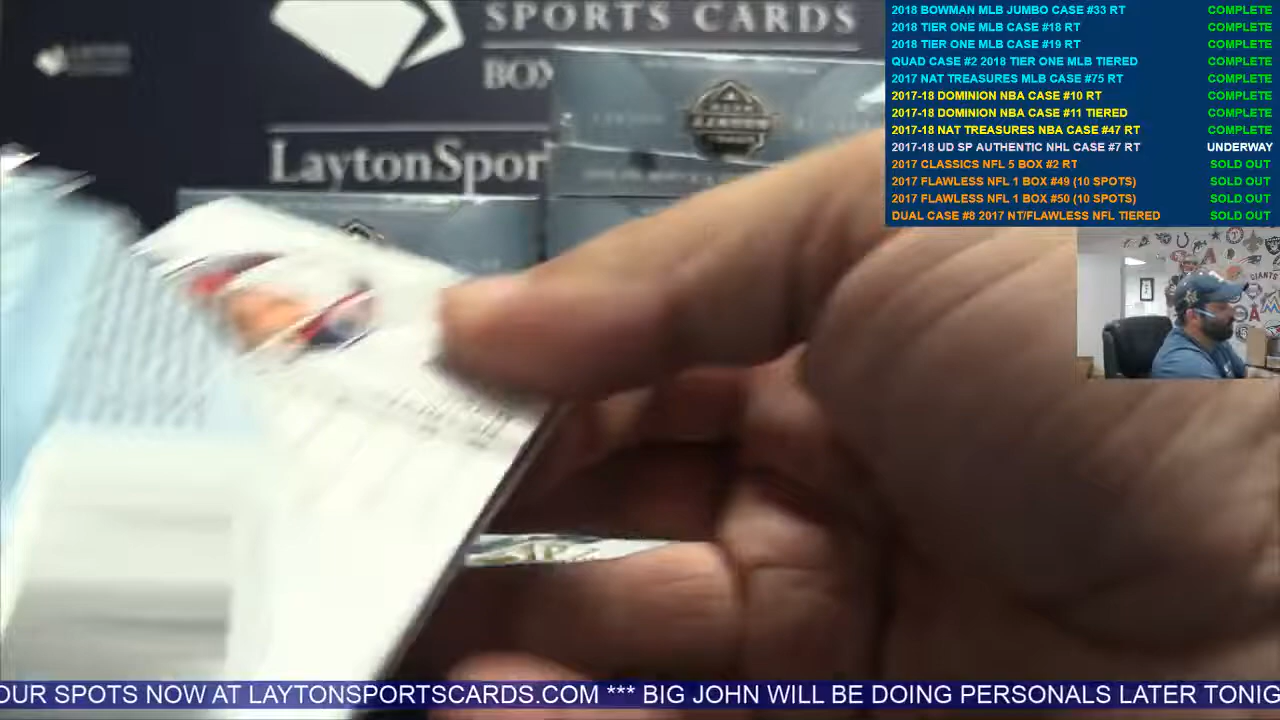 SPORTS CARDS
BOX
LaytonSpor
2018 BOWMAN MLB JUMBO CASE #33 RT COMPLETE
2018 TIER ONE MLB CASE #18 RT COMPLETE
2018 TIER ONE MLB CASE #19 RT COMPLETE
QUAD CASE #2 2018 TIER ONE MLB TIERED COMPLETE
2017 NAT TREASURES MLB CASE #75 RT COMPLETE
2017-18 DOMINION NBA CASE #10 RT COMPLETE
2017-18 DOMINION NBA CASE #11 TIERED COMPLETE
2017-18 NAT TREASURES NBA CASE #47 RT COMPLETE
2017-18 UD SP AUTHENTIC NHL CASE #7 RT UNDERWAY
2017 CLASSICS NFL 5 BOX #2 RT SOLD OUT
2017 FLAWLESS NFL 1 BOX #49 (10 SPOTS) SOLD OUT
2017 FLAWLESS NFL 1 BOX #50 (10 SPOTS) SOLD OUT
DUAL CASE #8 2017 NT/FLAWLESS NFL TIERED SOLD OUT
GIANTS
OUR SPOTS NOW AT LAYTONSPORTSCARDS.COM *** BIG JOHN WILL BE DOING PERSONALS LATER TONIG